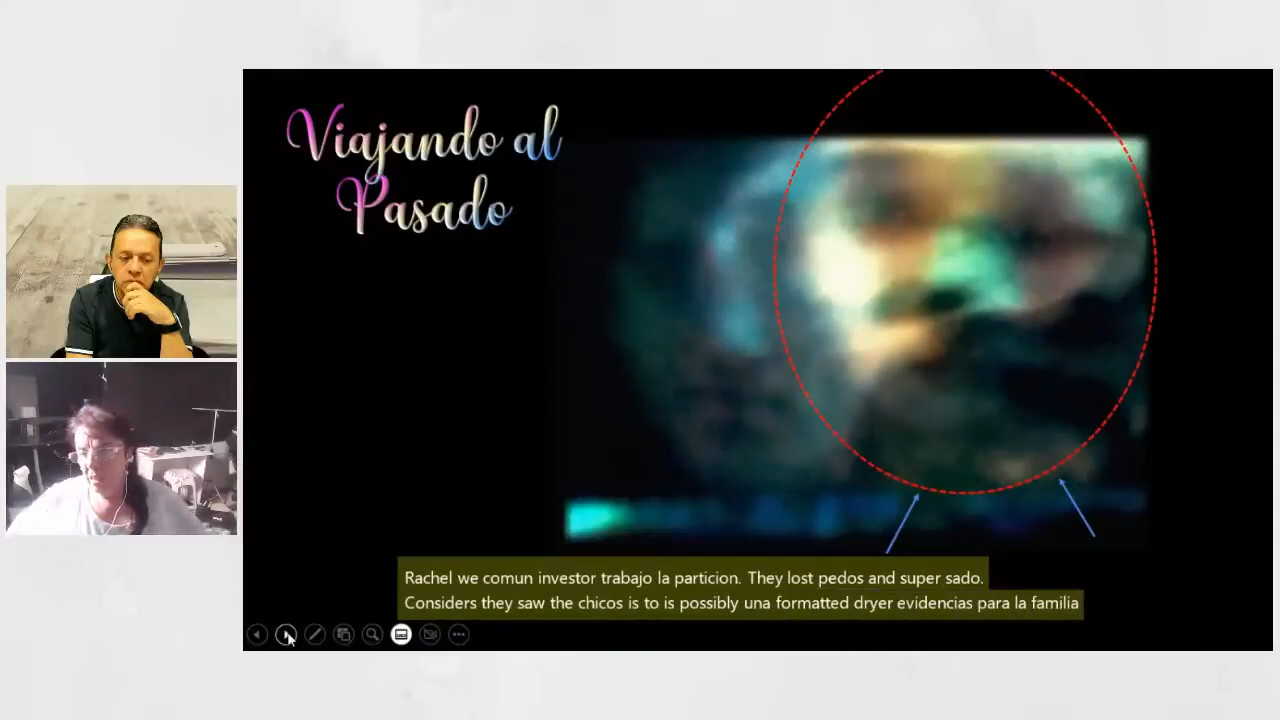 Viajando al
Pasado
Rachel we comun investor trabajo la particion. They lost pedos and super sado.
Considers they saw the chicos is to is possibly una formatted dryer evidencias para la familia